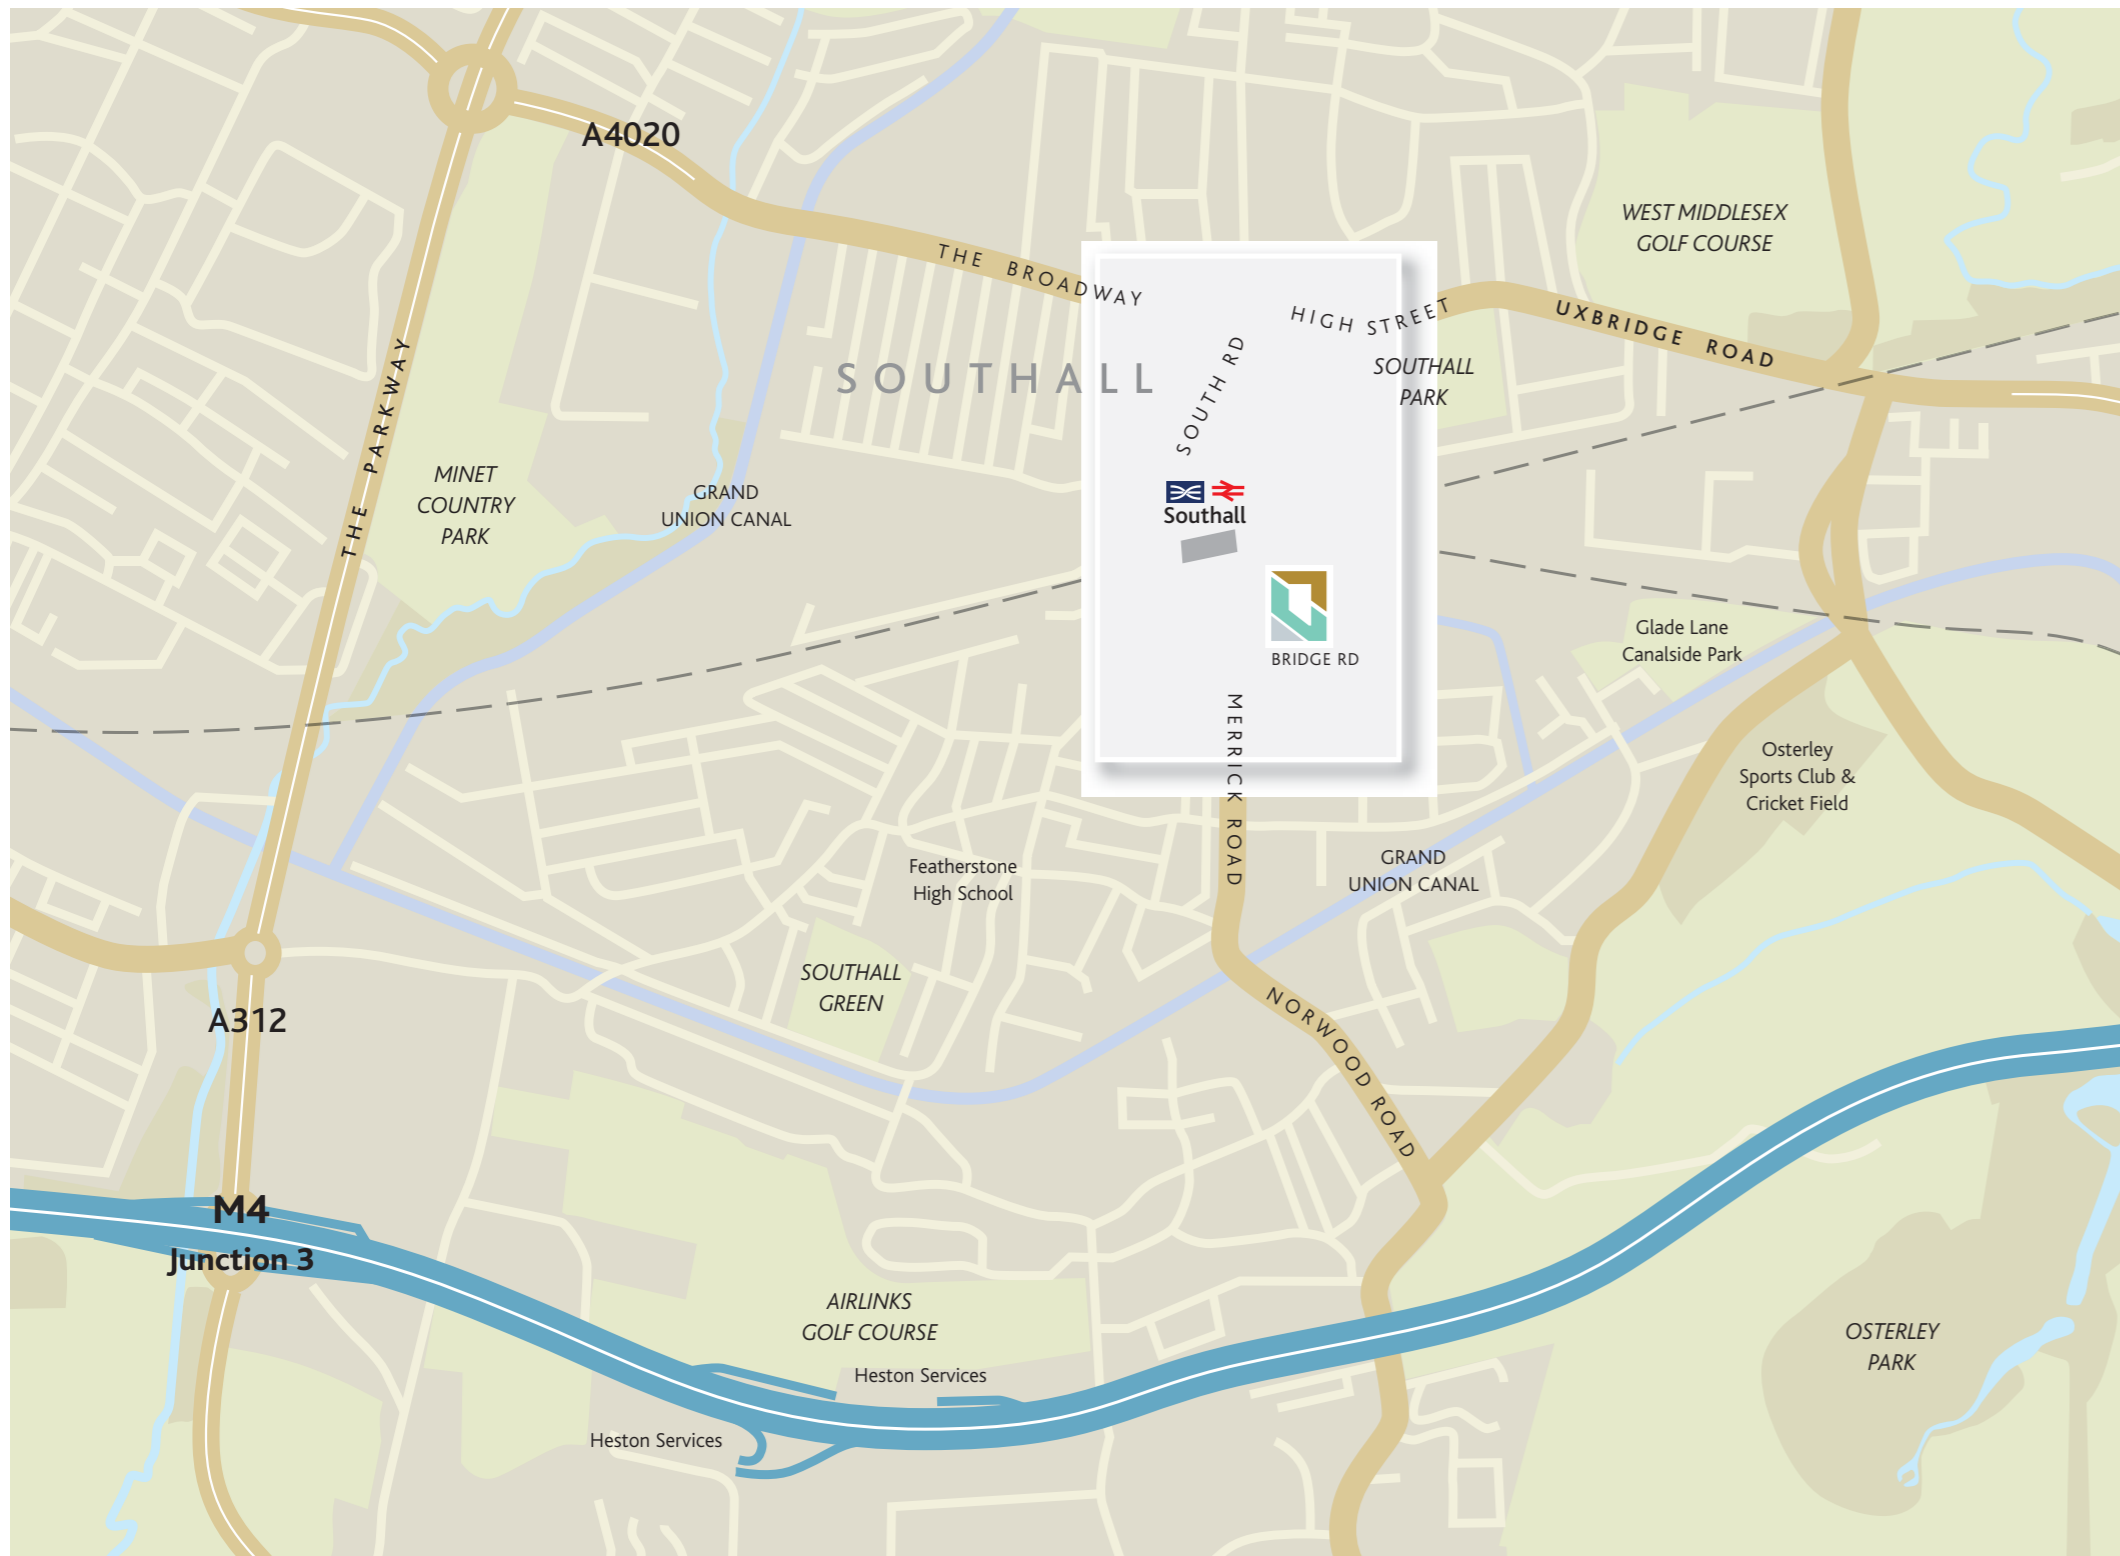 A4020
WEST MIDDLESEX
GOLF COURSE
THE BROADWAY
HIGH STREET
UXBRIDGE ROAD
THE PARKWAY
SOUTHALL
SOUTH RD
SOUTHALL
PARK
MINET
COUNTRY
PARK
GRAND
UNION CANAL
Southall
BRIDGE RD
Glade Lane
Canalside Park
MERRICK ROAD
Osterley
Sports Club &
Cricket Field
Featherstone
High School
GRAND
UNION CANAL
SOUTHALL
GREEN
A312
NORWOOD ROAD
M4
Junction 3
AIRLINKS
GOLF COURSE
OSTERLEY
PARK
Heston Services
Heston Services